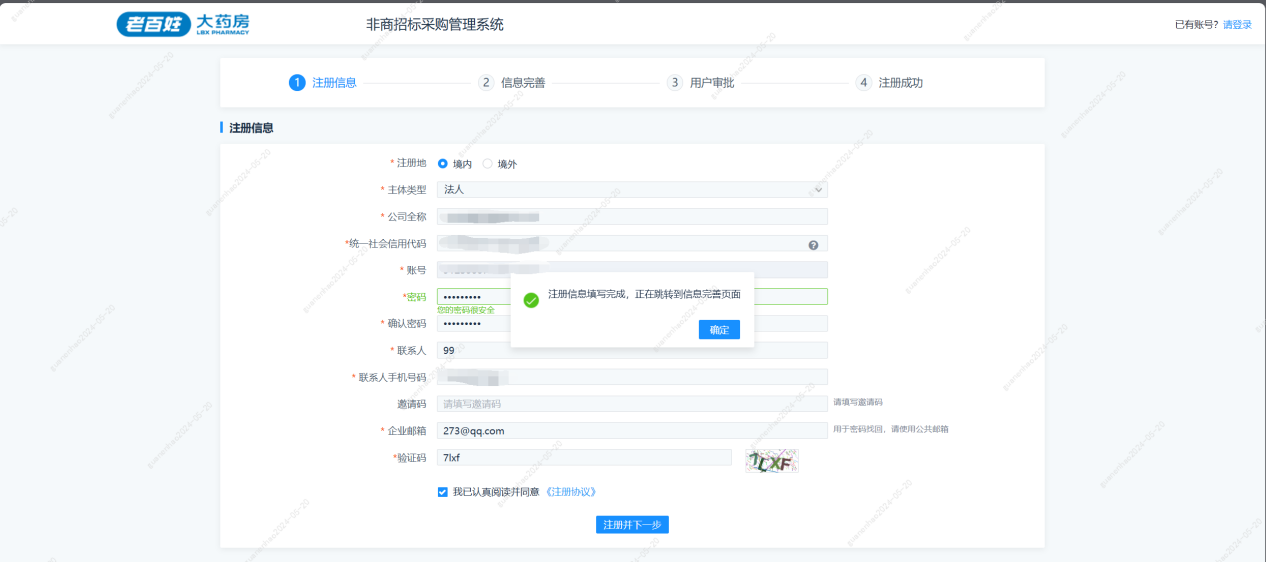 老百姓 大药房
LBX PHARMACY
非商招标采购管理系统
已有账号？请登录
1 注册信息
2 信息完善
3 用户审批
4 注册成功
注册信息
* 注册地 境内 境外
* 主体类型 法人
* 公司全称
*统一社会信用代码
* 账号
*密码 •••••••••
您的密码很安全
* 确认密码 •••••••••
注册信息填写完成，正在跳转到信息完善页面
确定
* 联系人 99
* 联系人手机号码
邀请码 请填写邀请码 请填写邀请码
* 企业邮箱 273@qq.com 用于密码找回，请使用公共邮箱
*验证码 7lxf 7LXF
我已认真阅读并同意 《注册协议》
注册并下一步